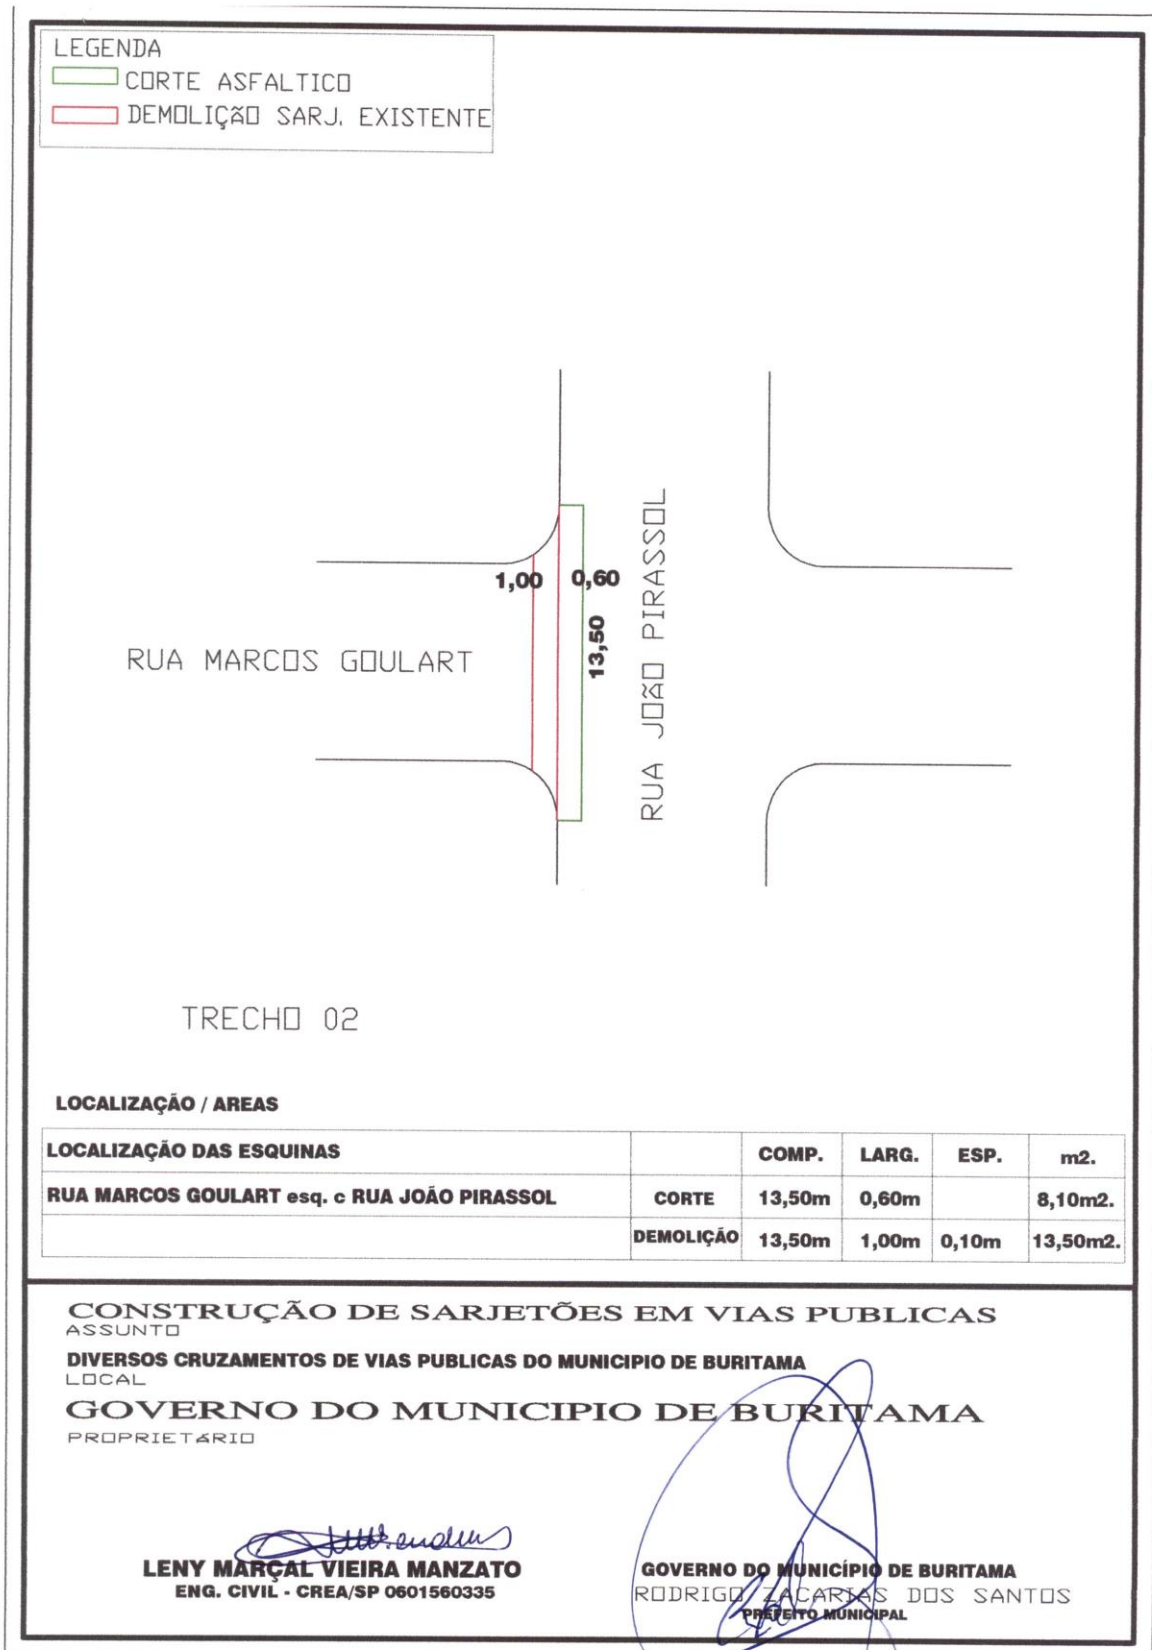 LEGENDA
CORTE ASFALTICO
DEMOLIÇÃO SARJ. EXISTENTE
1,00
0,60
13,50
RUA JOÃO PIRASSOL
RUA MARCOS GOULART
TRECHO 02
LOCALIZAÇÃO / AREAS
LOCALIZAÇÃO DAS ESQUINAS COMP. LARG. ESP. m2.
RUA MARCOS GOULART esq. c RUA JOÃO PIRASSOL CORTE 13,50m 0,60m 8,10m2.
DEMOLIÇÃO 13,50m 1,00m 0,10m 13,50m2.
CONSTRUÇÃO DE SARJETÕES EM VIAS PUBLICAS
ASSUNTO
DIVERSOS CRUZAMENTOS DE VIAS PUBLICAS DO MUNICIPIO DE BURITAMA
LOCAL
GOVERNO DO MUNICIPIO DE BURITAMA
PROPRIETÁRIO
LENY MARÇAL VIEIRA MANZATO
ENG. CIVIL - CREA/SP 0601560335
GOVERNO DO MUNICÍPIO DE BURITAMA
RODRIGO ZACARIAS DOS SANTOS
PREFEITO MUNICIPAL